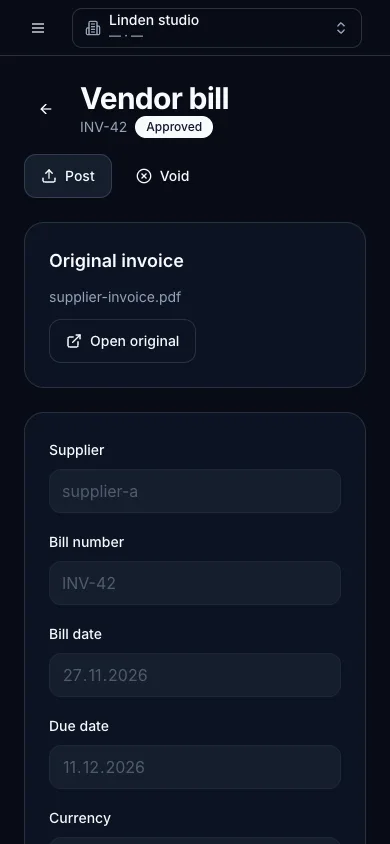 Linden studio
— · —
Vendor bill
INV-42 Approved
Post Void
Original invoice
supplier-invoice.pdf
Open original
Supplier
supplier-a
Bill number
INV-42
Bill date
27.11.2026
Due date
11.12.2026
Currency